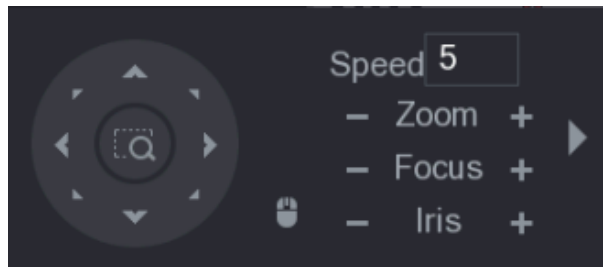 Speed 5
− Zoom +
− Focus +
− Iris +